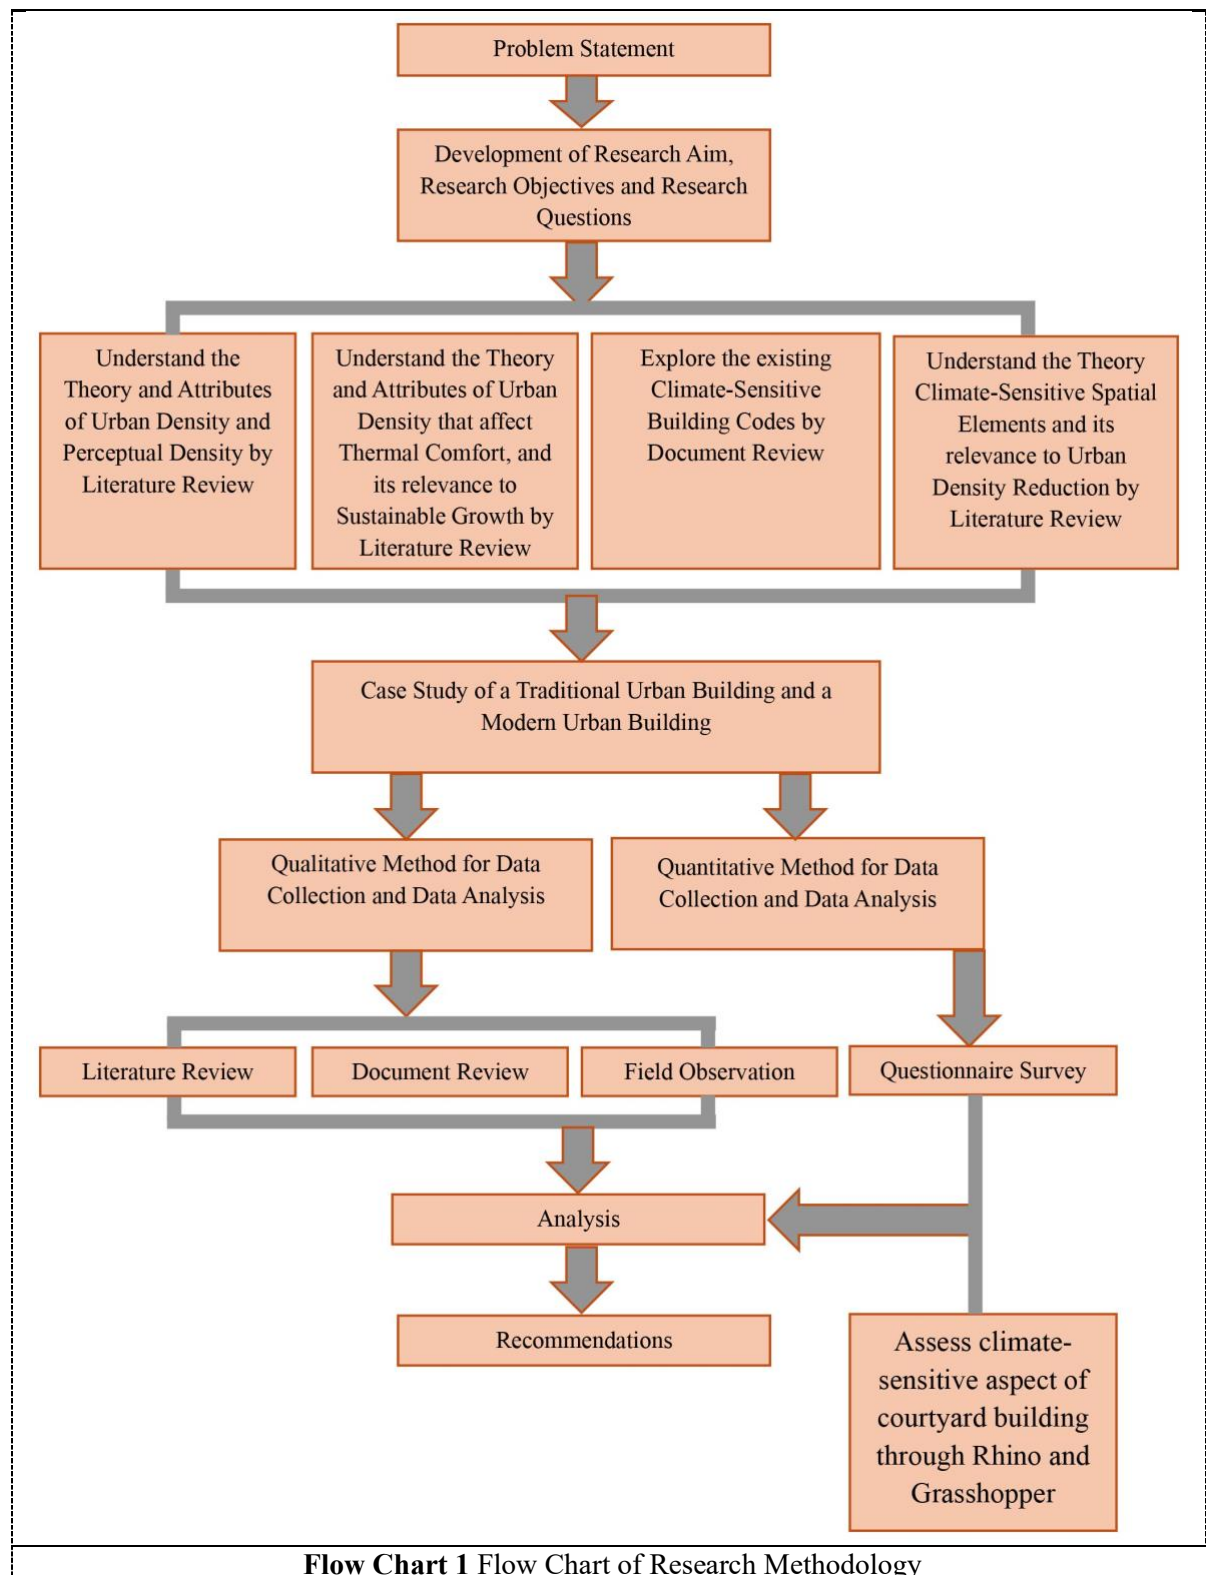 Problem Statement
Development of Research Aim,
Research Objectives and Research
Questions
Understand the
Theory and Attributes
of Urban Density and
Perceptual Density by
Literature Review
Understand the Theory
and Attributes of Urban
Density that affect
Thermal Comfort, and
its relevance to
Sustainable Growth by
Literature Review
Explore the existing
Climate-Sensitive
Building Codes by
Document Review
Understand the Theory
Climate-Sensitive Spatial
Elements and its
relevance to Urban
Density Reduction by
Literature Review
Case Study of a Traditional Urban Building and a
Modern Urban Building
Qualitative Method for Data
Collection and Data Analysis
Quantitative Method for Data
Collection and Data Analysis
Literature Review
Document Review
Field Observation
Questionnaire Survey
Analysis
Recommendations
Assess climate-
sensitive aspect of
courtyard building
through Rhino and
Grasshopper
Flow Chart 1 Flow Chart of Research Methodology